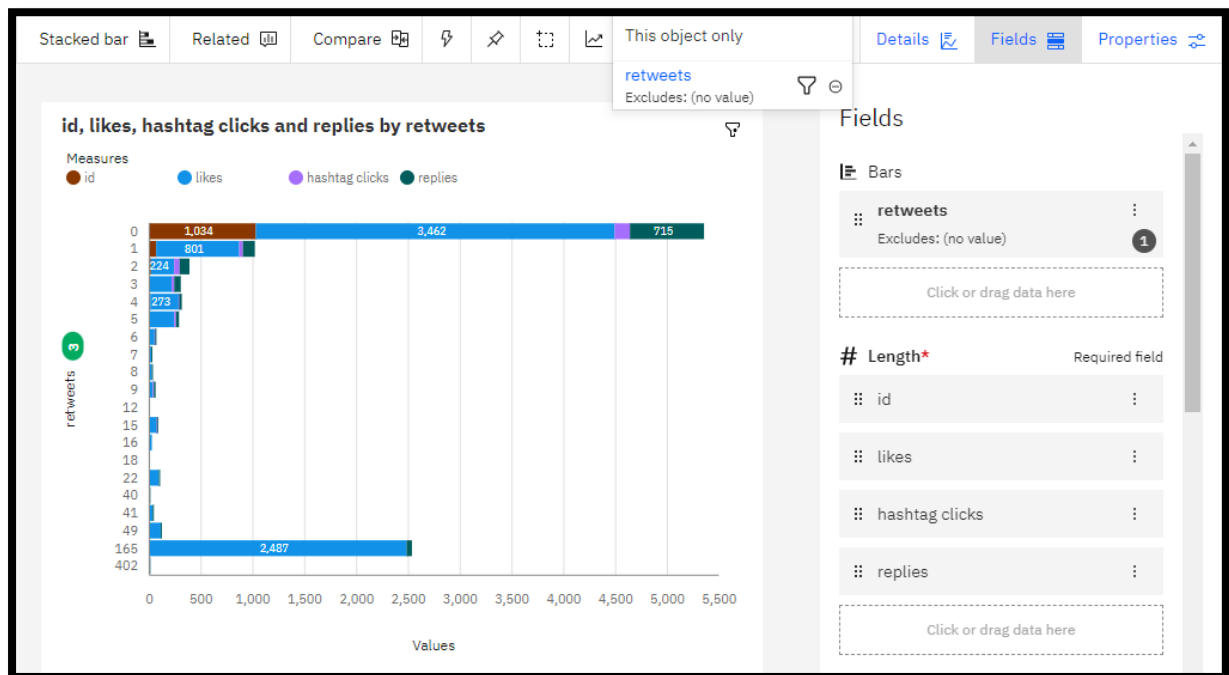 Stacked bar Related Compare This object only Details Fields Properties
retweets
Excludes: (no value)
id, likes, hashtag clicks and replies by retweets
Measures
id likes hashtag clicks replies
0 1,034 3,462 715
1 801
2 224
3
4 273
5
6
7
8
9
12
15
16
18
22
40
41
49
165 2,487
402
retweets 3
0 500 1,000 1,500 2,000 2,500 3,000 3,500 4,000 4,500 5,000 5,500
Values
Fields
Bars
retweets
Excludes: (no value) 1
Click or drag data here
# Length* Required field
id
likes
hashtag clicks
replies
Click or drag data here